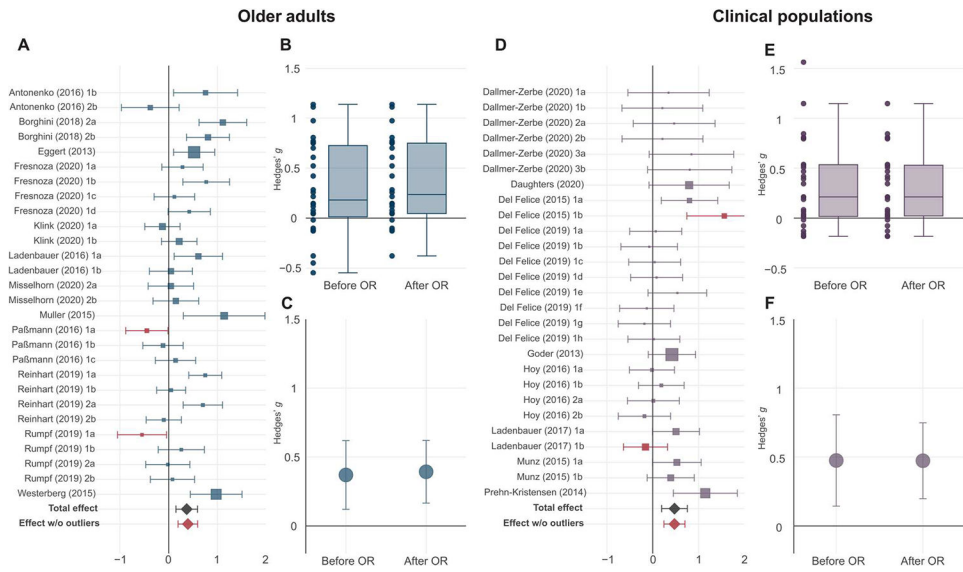 Older adults
A
Antonenko (2016) 1b
Antonenko (2016) 2b
Borghini (2018) 2a
Borghini (2018) 2b
Eggert (2013)
Fresnoza (2020) 1a
Fresnoza (2020) 1b
Fresnoza (2020) 1c
Fresnoza (2020) 1d
Klink (2020) 1a
Klink (2020) 1b
Ladenbauer (2016) 1a
Ladenbauer (2016) 1b
Misselhorn (2020) 2a
Misselhorn (2020) 2b
Muller (2015)
Paßmann (2016) 1a
Paßmann (2016) 1b
Paßmann (2016) 1c
Reinhart (2019) 1a
Reinhart (2019) 1b
Reinhart (2019) 2a
Reinhart (2019) 2b
Rumpf (2019) 1a
Rumpf (2019) 1b
Rumpf (2019) 2a
Rumpf (2019) 2b
Westerberg (2015)
Total effect
Effect w/o outliers
−1 0 1 2
B
1.5
1
0.5
0
−0.5
Hedges' g
Before OR After OR
C
1.5
1
0.5
0
Hedges' g
Before OR After OR
Clinical populations
D
Dallmer-Zerbe (2020) 1a
Dallmer-Zerbe (2020) 1b
Dallmer-Zerbe (2020) 2a
Dallmer-Zerbe (2020) 2b
Dallmer-Zerbe (2020) 3a
Dallmer-Zerbe (2020) 3b
Daughters (2020)
Del Felice (2015) 1a
Del Felice (2015) 1b
Del Felice (2019) 1a
Del Felice (2019) 1b
Del Felice (2019) 1c
Del Felice (2019) 1d
Del Felice (2019) 1e
Del Felice (2019) 1f
Del Felice (2019) 1g
Del Felice (2019) 1h
Goder (2013)
Hoy (2016) 1a
Hoy (2016) 1b
Hoy (2016) 2a
Hoy (2016) 2b
Ladenbauer (2017) 1a
Ladenbauer (2017) 1b
Munz (2015) 1a
Munz (2015) 1b
Prehn-Kristensen (2014)
Total effect
Effect w/o outliers
−1 0 1 2
E
1.5
1
0.5
0
−0.5
Hedges' g
Before OR After OR
F
1.5
1
0.5
0
Hedges' g
Before OR After OR